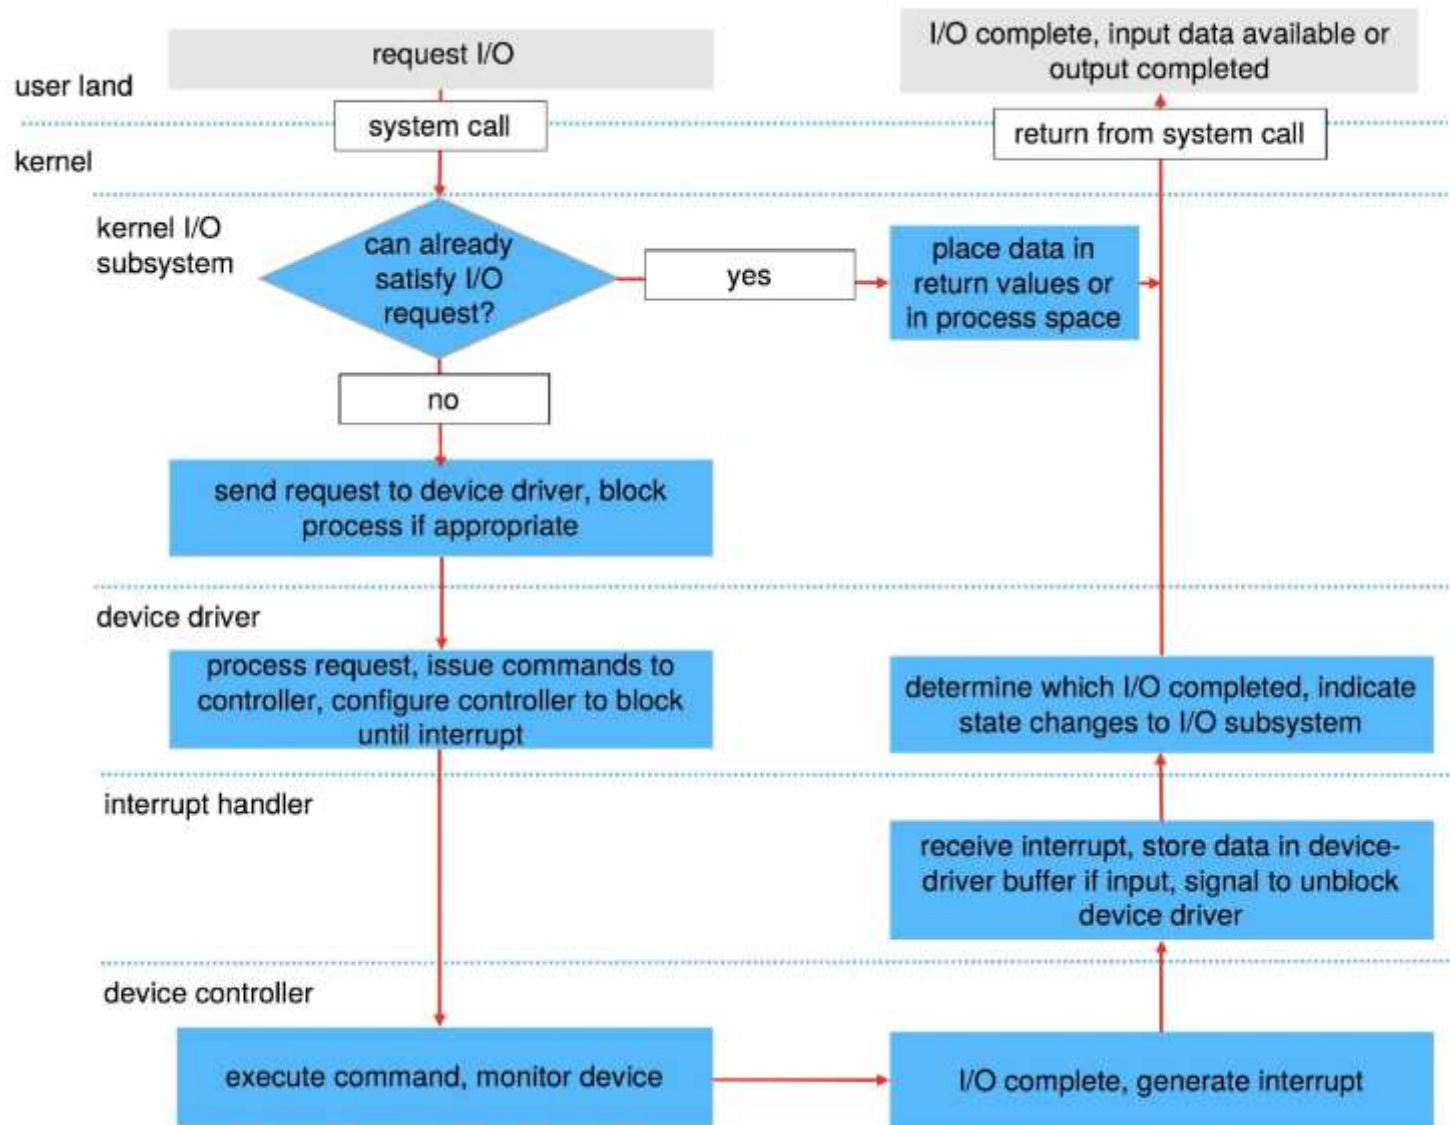 request I/O
I/O complete, input data available or
output completed
user land
system call
return from system call
kernel
kernel I/O
subsystem
can already
satisfy I/O
request?
yes
place data in
return values or
in process space
no
send request to device driver, block
process if appropriate
device driver
process request, issue commands to
controller, configure controller to block
until interrupt
determine which I/O completed, indicate
state changes to I/O subsystem
interrupt handler
receive interrupt, store data in device-
driver buffer if input, signal to unblock
device driver
device controller
execute command, monitor device
I/O complete, generate interrupt